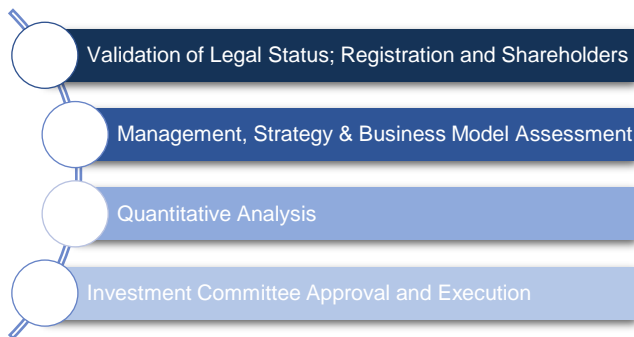 Validation of Legal Status; Registration and Shareholders
Management, Strategy & Business Model Assessment
Quantitative Analysis
Investment Committee Approval and Execution